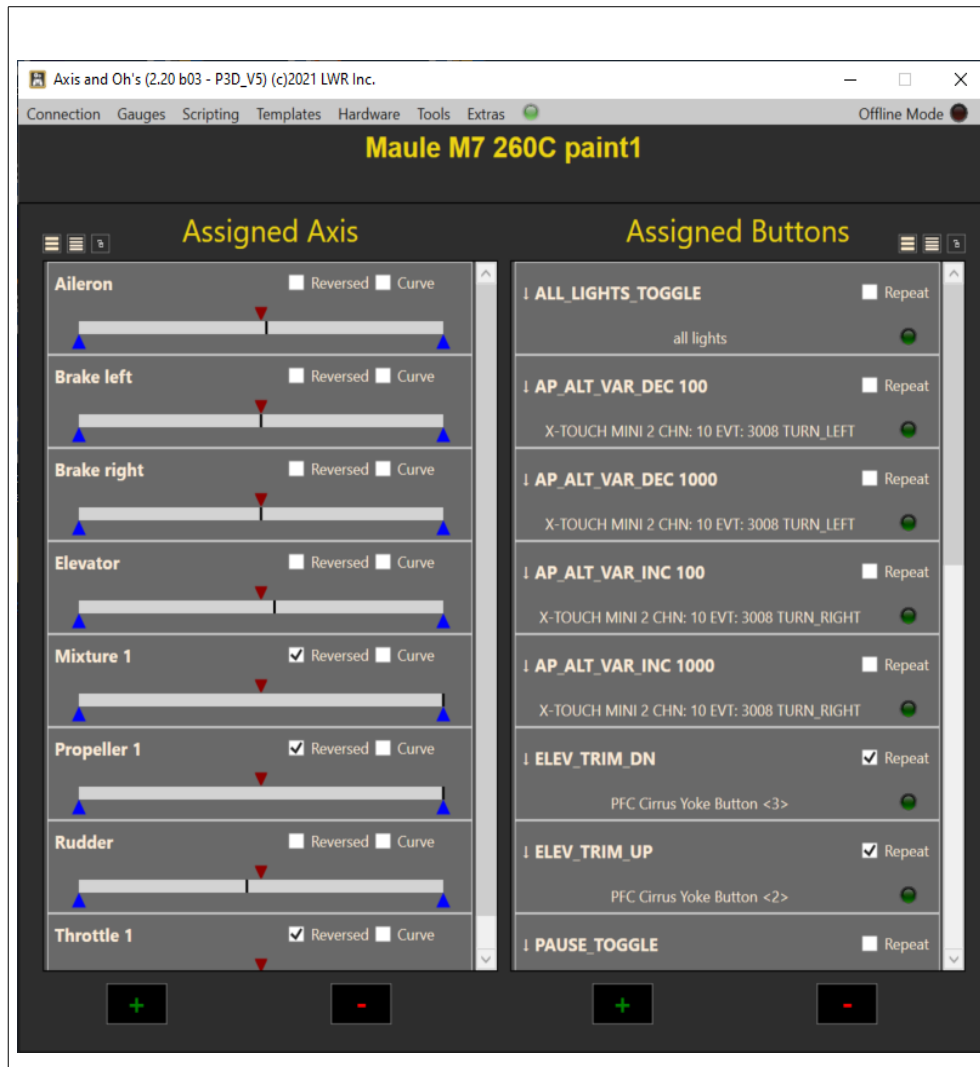 Axis and Oh's (2.20 b03 - P3D_V5) (c)2021 LWR Inc.
Connection Gauges Scripting Templates Hardware Tools Extras Offline Mode
Maule M7 260C paint1
Assigned Axis
Aileron Reversed Curve
Brake left Reversed Curve
Brake right Reversed Curve
Elevator Reversed Curve
Mixture 1 Reversed Curve
Propeller 1 Reversed Curve
Rudder Reversed Curve
Throttle 1 Reversed Curve
+ -
Assigned Buttons
↓ ALL_LIGHTS_TOGGLE Repeat
all lights
↓ AP_ALT_VAR_DEC 100 Repeat
X-TOUCH MINI 2 CHN: 10 EVT: 3008 TURN_LEFT
↓ AP_ALT_VAR_DEC 1000 Repeat
X-TOUCH MINI 2 CHN: 10 EVT: 3008 TURN_LEFT
↓ AP_ALT_VAR_INC 100 Repeat
X-TOUCH MINI 2 CHN: 10 EVT: 3008 TURN_RIGHT
↓ AP_ALT_VAR_INC 1000 Repeat
X-TOUCH MINI 2 CHN: 10 EVT: 3008 TURN_RIGHT
↓ ELEV_TRIM_DN Repeat
PFC Cirrus Yoke Button <3>
↓ ELEV_TRIM_UP Repeat
PFC Cirrus Yoke Button <2>
↓ PAUSE_TOGGLE Repeat
+ -